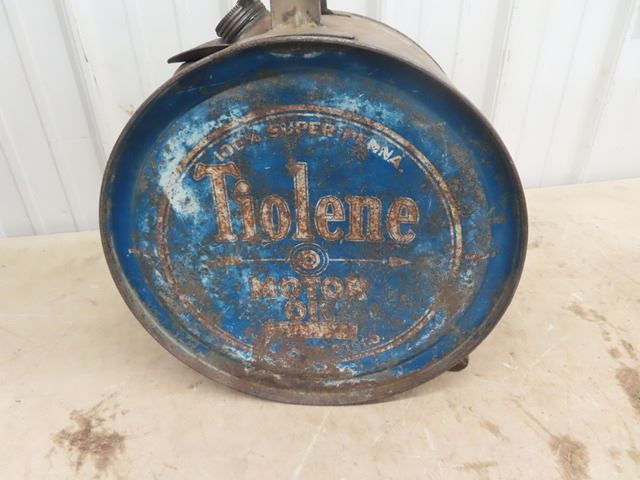 100% SUPER PENNA.
Tiolene
MOTOR
OIL